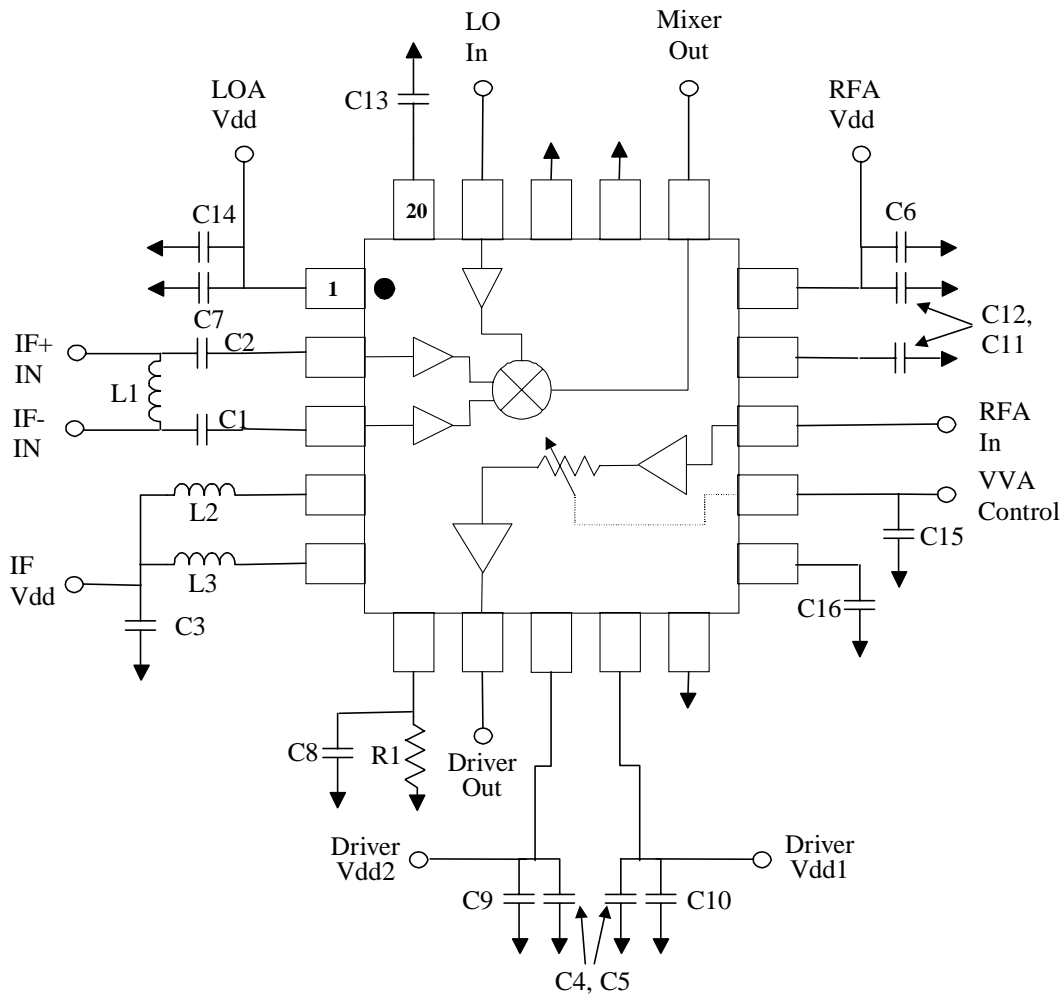 LO
In
Mixer
Out
C13
LOA
Vdd
RFA
Vdd
20
C14
C6
1
C7
C12,
C11
IF+
IN
C2
L1
IF-
IN
C1
RFA
In
L2
VVA
Control
C15
IF
Vdd
L3
C3
C16
C8
R1
Driver
Out
Driver
Vdd2
Driver
Vdd1
C9
C10
C4, C5